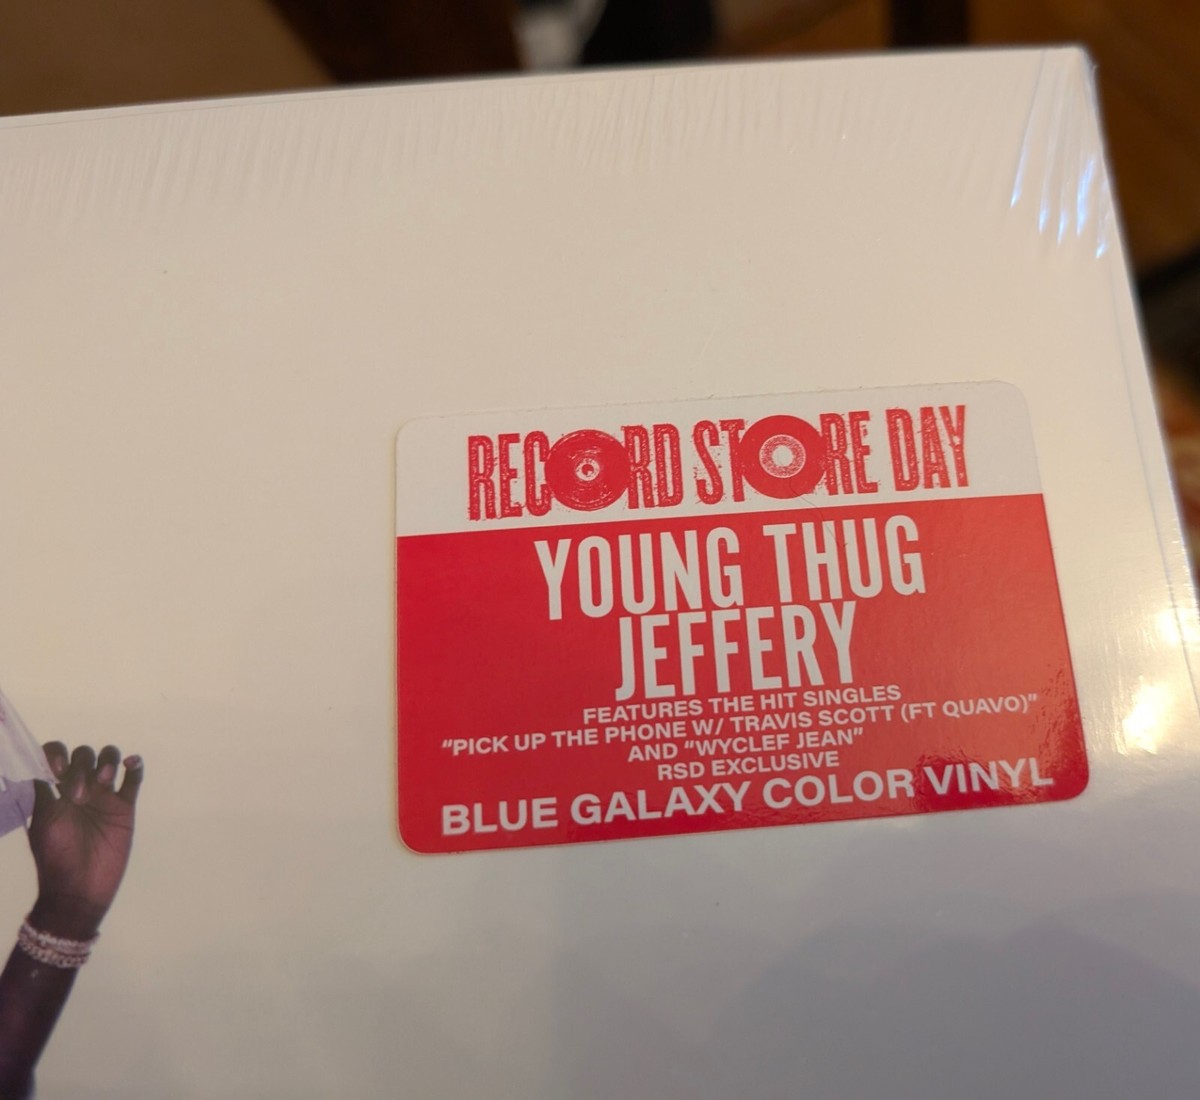 RECORD STORE DAY
YOUNG THUG
JEFFERY
FEATURES THE HIT SINGLES
“PICK UP THE PHONE W/ TRAVIS SCOTT (FT QUAVO)”
AND “WYCLEF JEAN”
RSD EXCLUSIVE
BLUE GALAXY COLOR VINYL